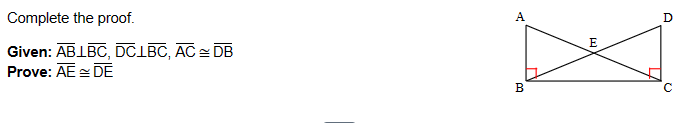 Complete the proof.
Given: AB⊥BC, DC⊥BC, AC ≅ DB
Prove: AE ≅ DE
A
D
E
B
C